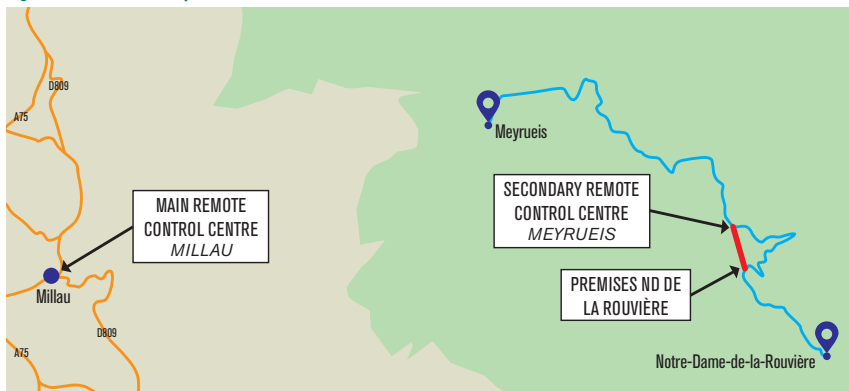 D809
A75
Meyrueis
MAIN REMOTE
CONTROL CENTRE
MILLAU
SECONDARY REMOTE
CONTROL CENTRE
MEYRUEIS
PREMISES ND DE
LA ROUVIÈRE
Millau
D809
A75
Notre-Dame-de-la-Rouvière